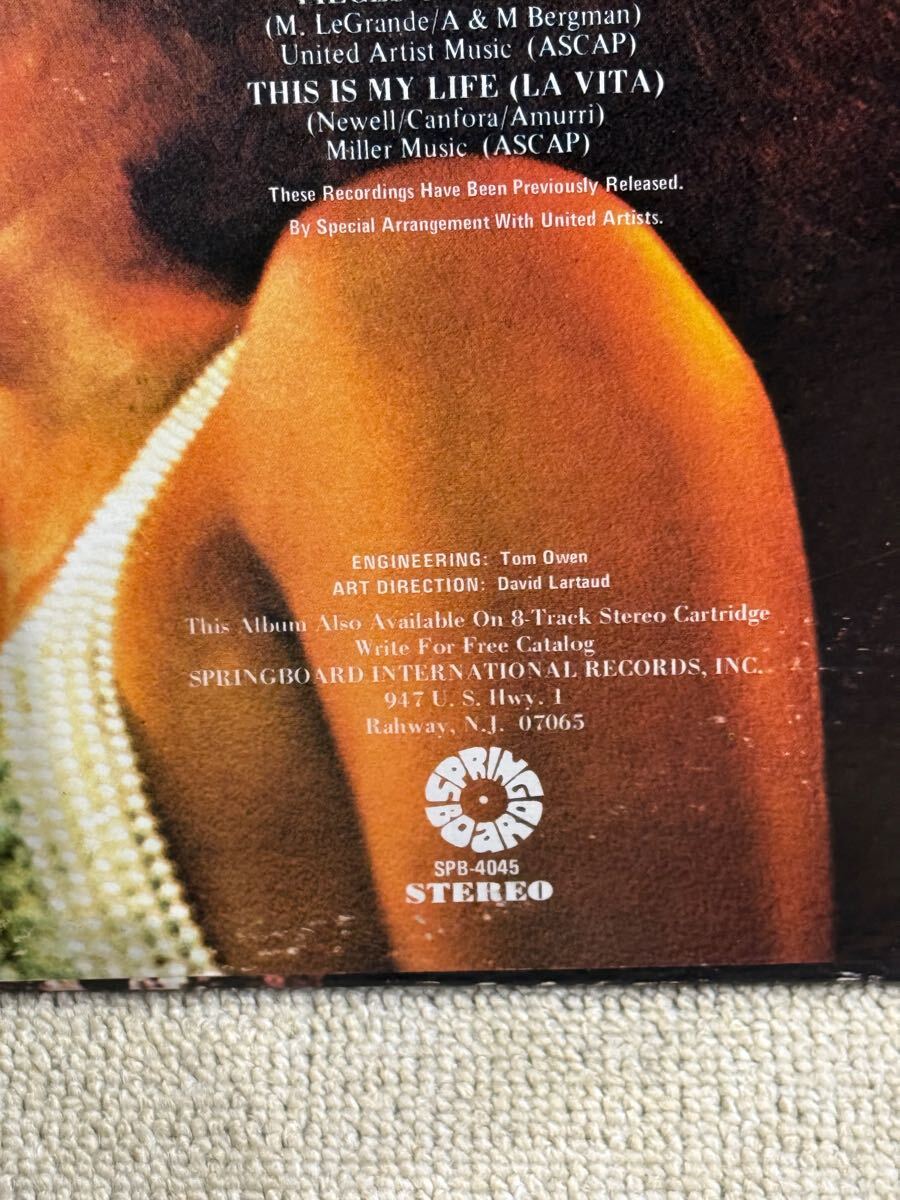 (M. LeGrande/A & M Bergman)
United Artist Music (ASCAP)
THIS IS MY LIFE (LA VITA)
(Newell/Canfora/Amurri)
Miller Music (ASCAP)
These Recordings Have Been Previously Released.
By Special Arrangement With United Artists.
ENGINEERING: Tom Owen
ART DIRECTION: David Lartaud
This Album Also Available On 8-Track Stereo Cartridge
Write For Free Catalog
SPRINGBOARD INTERNATIONAL RECORDS, INC.
947 U. S. Hwy. 1
Rahway, N.J. 07065
SPRINGBOARD
SPB-4045
STEREO